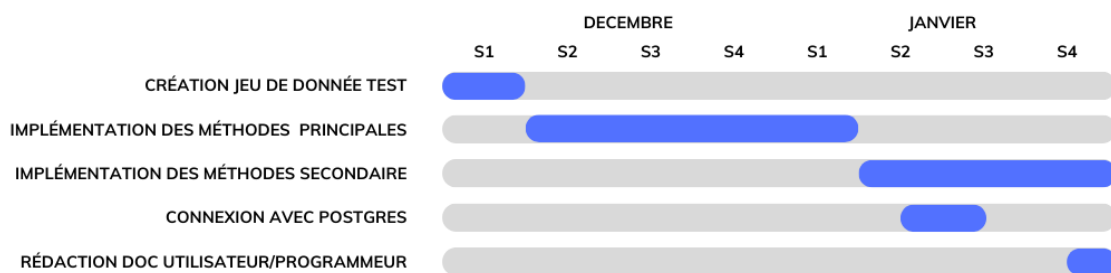 DECEMBRE JANVIER
S1 S2 S3 S4 S1 S2 S3 S4
CRÉATION JEU DE DONNÉE TEST
IMPLÉMENTATION DES MÉTHODES PRINCIPALES
IMPLÉMENTATION DES MÉTHODES SECONDAIRE
CONNEXION AVEC POSTGRES
RÉDACTION DOC UTILISATEUR/PROGRAMMEUR